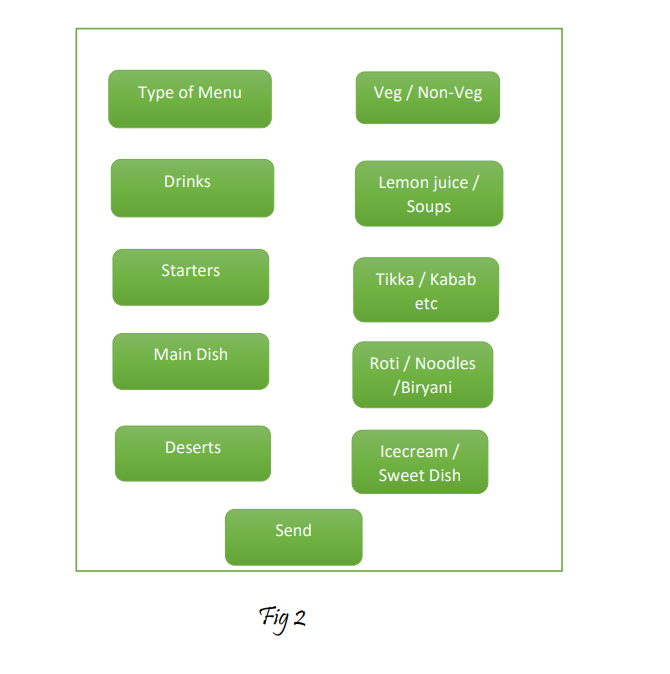 Type of Menu
Veg / Non-Veg
Drinks
Lemon juice /
Soups
Starters
Tikka / Kabab
etc
Main Dish
Roti / Noodles
/Biryani
Deserts
Icecream /
Sweet Dish
Send
Fig 2